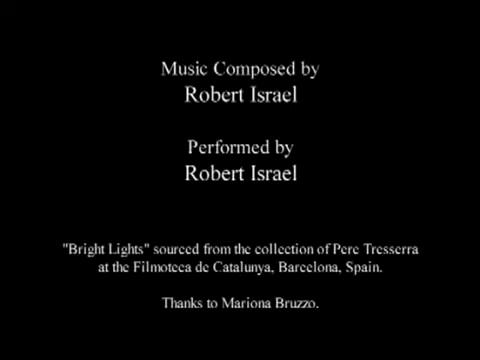 Music Composed by
Robert Israel
Performed by
Robert Israel
"Bright Lights" sourced from the collection of Pere Tresserra
at the Filmoteca de Catalunya, Barcelona, Spain.
Thanks to Mariona Bruzzo.